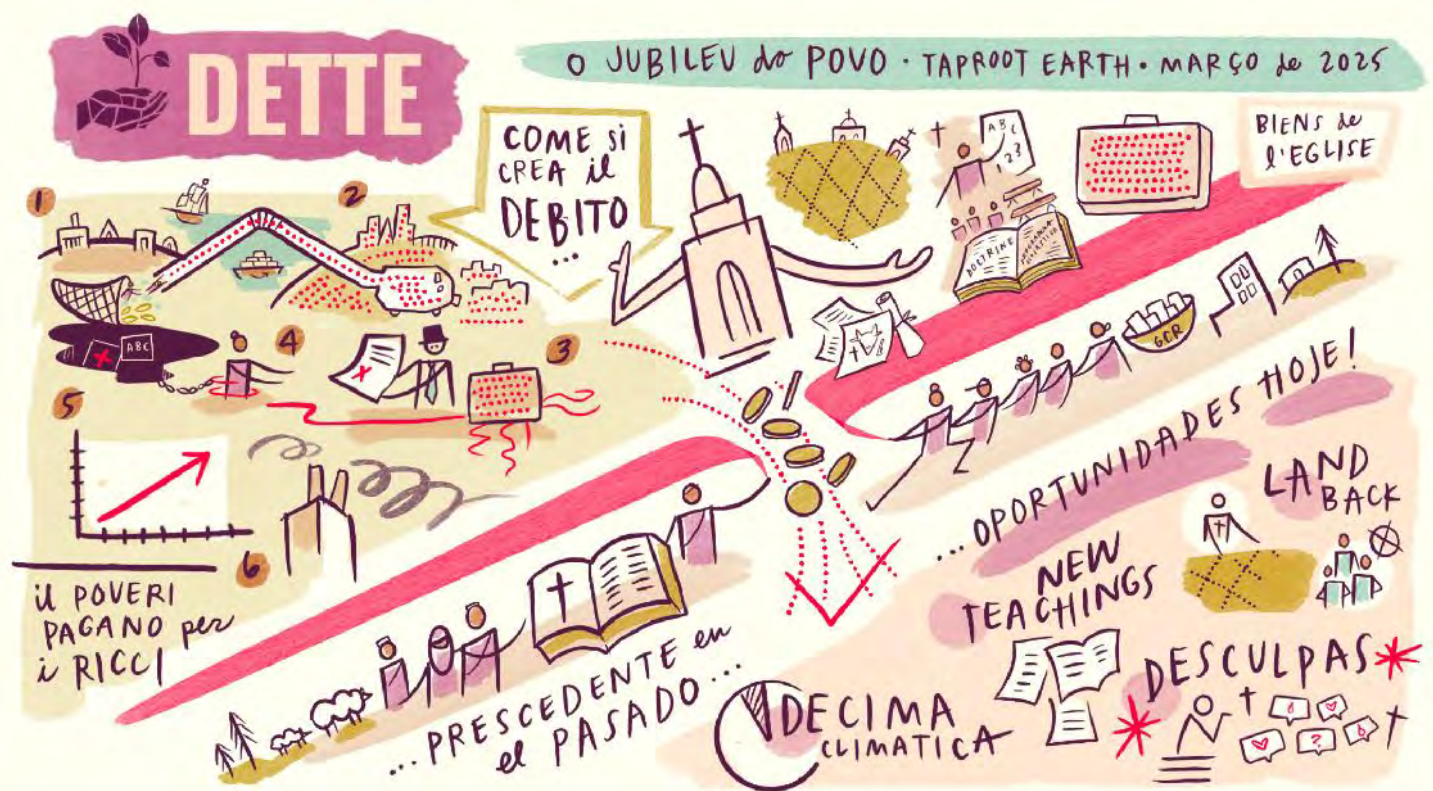 DETTE
O JUBILEU do POVO · TAPROOT EARTH · MARÇO de 2025
COME SI
CREA il
DEBITO
...
BIENS de
l'EGLISE
ABC
123
DOCTRINE
GCR
1
2
3
4
ABC
5
6
il POVERI
PAGANO per
i RICCI
... PRESCEDENTE en
el PASADO ...
... OPORTUNIDADES HOJE!
LAND
BACK
NEW
TEACHINGS
DESCULPAS
DECIMA
CLIMATICA
?